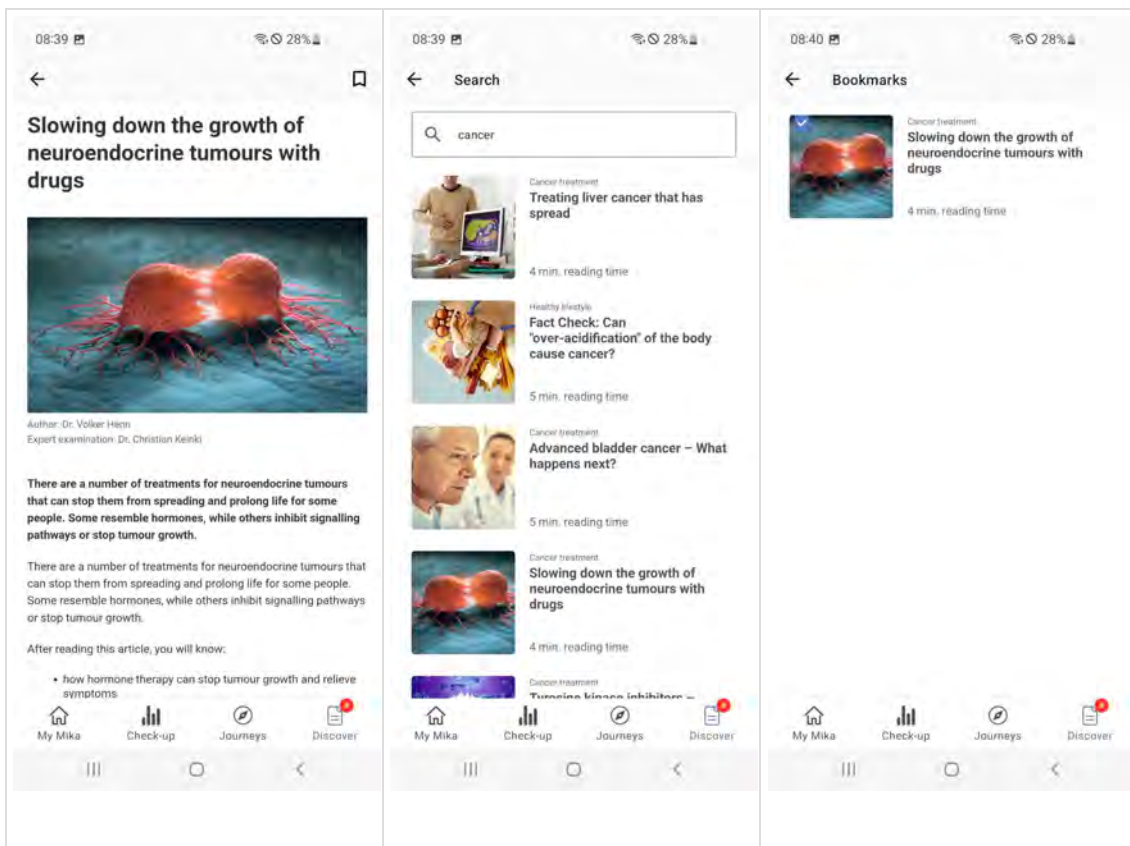 08:39 28%
Slowing down the growth of
neuroendocrine tumours with
drugs
Author: Dr. Volker Henn
Expert examination: Dr. Christian Keinki
There are a number of treatments for neuroendocrine tumours
that can stop them from spreading and prolong life for some
people. Some resemble hormones, while others inhibit signalling
pathways or stop tumour growth.
There are a number of treatments for neuroendocrine tumours that
can stop them from spreading and prolong life for some people.
Some resemble hormones, while others inhibit signalling pathways
or stop tumour growth.
After reading this article, you will know:
• how hormone therapy can stop tumour growth and relieve
symptoms
My Mika Check-up Journeys Discover
08:39 28%
Search
cancer
Cancer treatment
Treating liver cancer that has
spread
4 min. reading time
Healthy lifestyle
Fact Check: Can
"over-acidification" of the body
cause cancer?
5 min. reading time
Cancer treatment
Advanced bladder cancer – What
happens next?
5 min. reading time
Cancer treatment
Slowing down the growth of
neuroendocrine tumours with
drugs
4 min. reading time
Cancer treatment
Tyrosine kinase inhibitors –
My Mika Check-up Journeys Discover
08:40 28%
Bookmarks
Cancer treatment
Slowing down the growth of
neuroendocrine tumours with
drugs
4 min. reading time
My Mika Check-up Journeys Discover